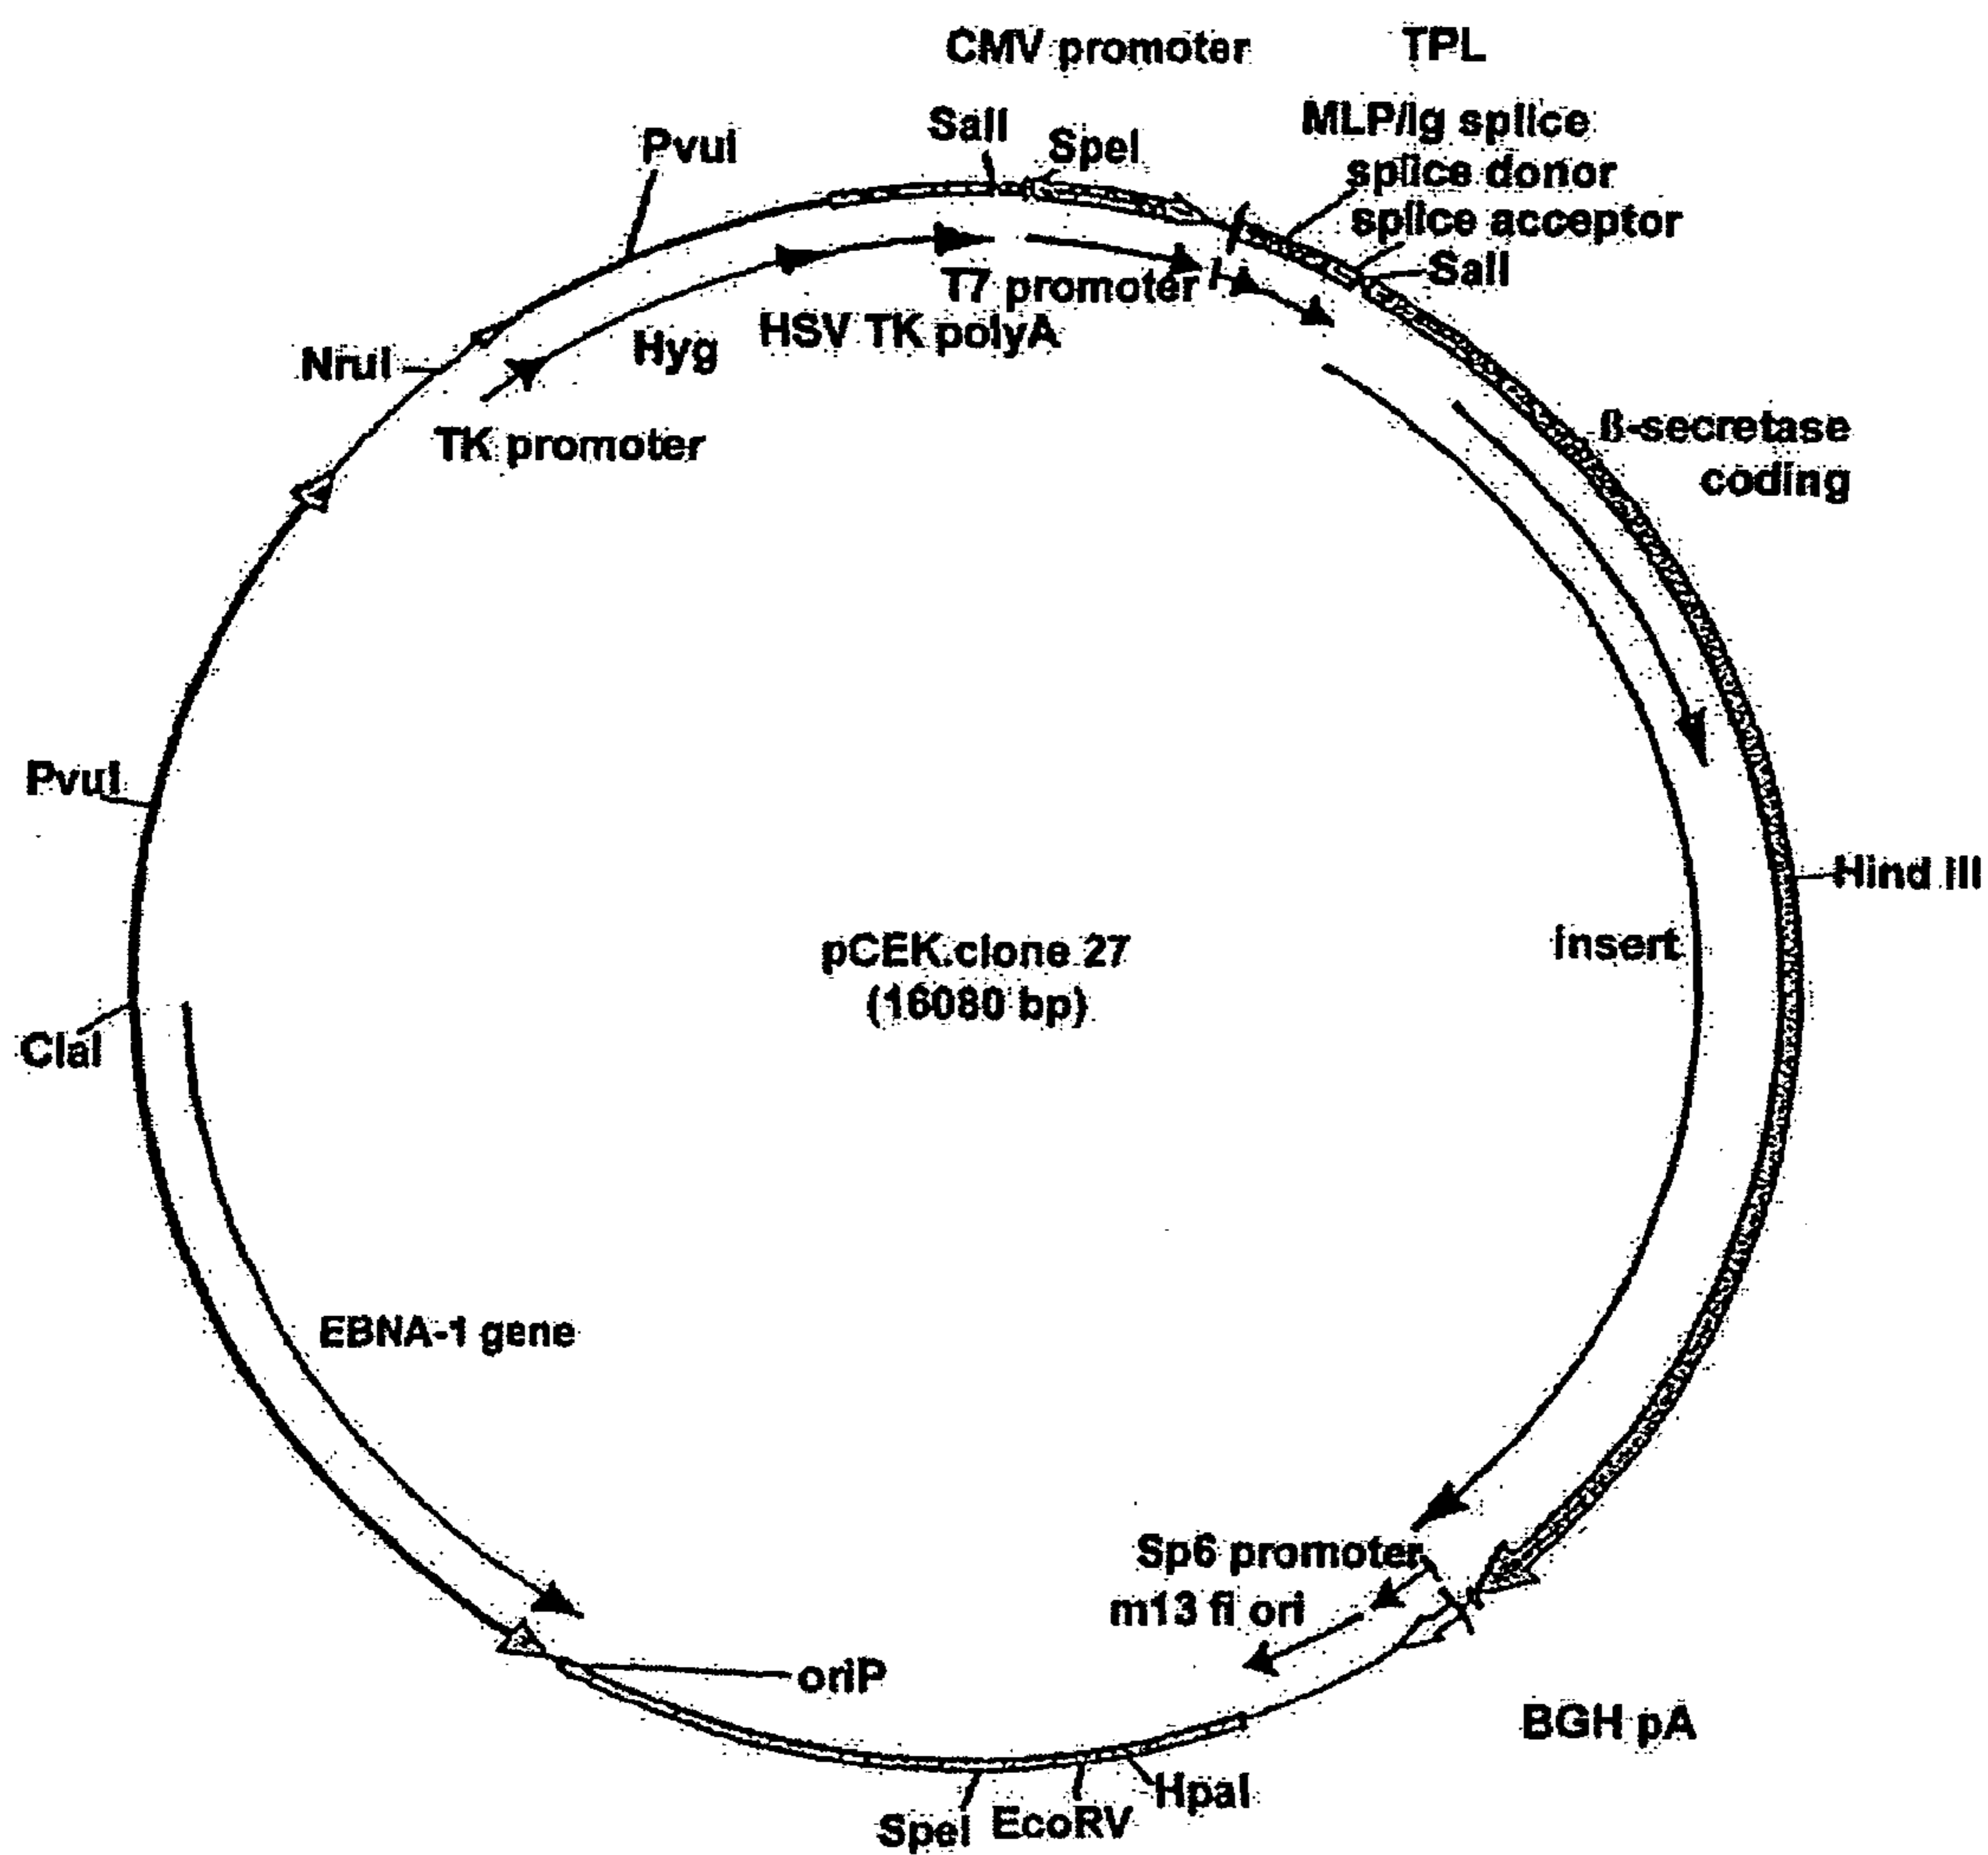 CMV promoter
TPL
SalI
SpeI
MLP/Ig splice
splice donor
splice acceptor
SalI
PvuI
T7 promoter
HSV TK polyA
Hyg
NruI
TK promoter
ß-secretase
coding
PvuI
Hind III
Insert
pCEK.clone 27
(16080 bp)
ClaI
EBNA-1 gene
Sp6 promoter
m13 fl ori
oriP
BGH pA
HpaI
EcoRV
SpeI